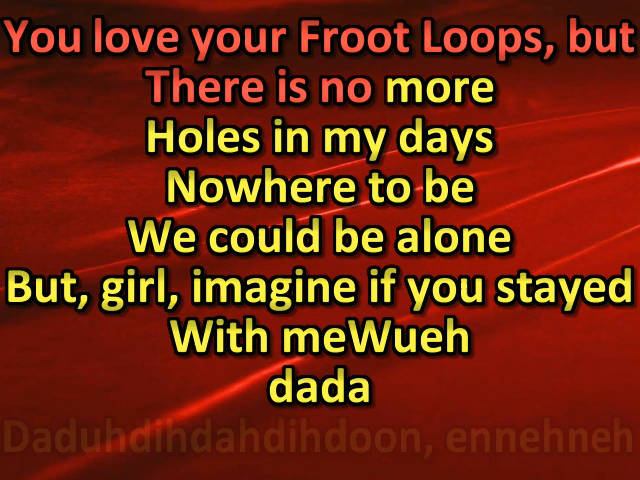 You love your Froot Loops, but
There is no more
Holes in my days
Nowhere to be
We could be alone
But, girl, imagine if you stayed
With meWueh
dada
Daduhdihdahdihdoon, ennehneh